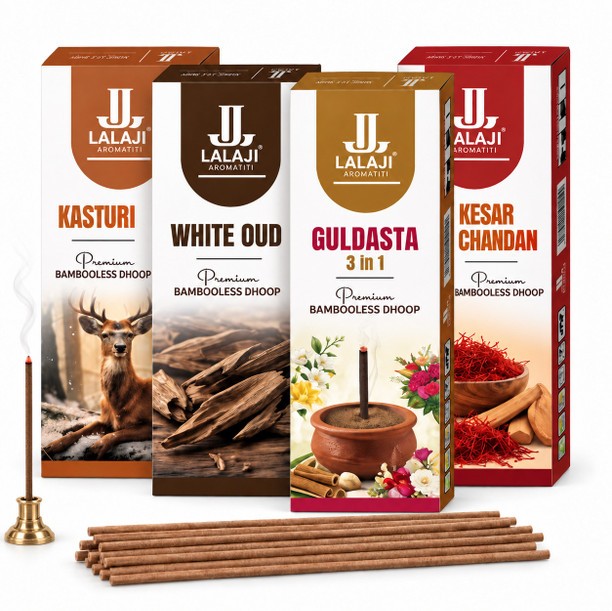 LALAJI®
AROMATITI
KASTURI
Premium
BAMBOOLESS DHOOP
LALAJI®
AROMATITI
WHITE OUD
Premium
BAMBOOLESS DHOOP
LALAJI®
AROMATITI
GULDASTA
3 in 1
Premium
BAMBOOLESS DHOOP
LALAJI®
AROMATITI
KESAR
CHANDAN
Premium
BAMBOOLESS DHOOP